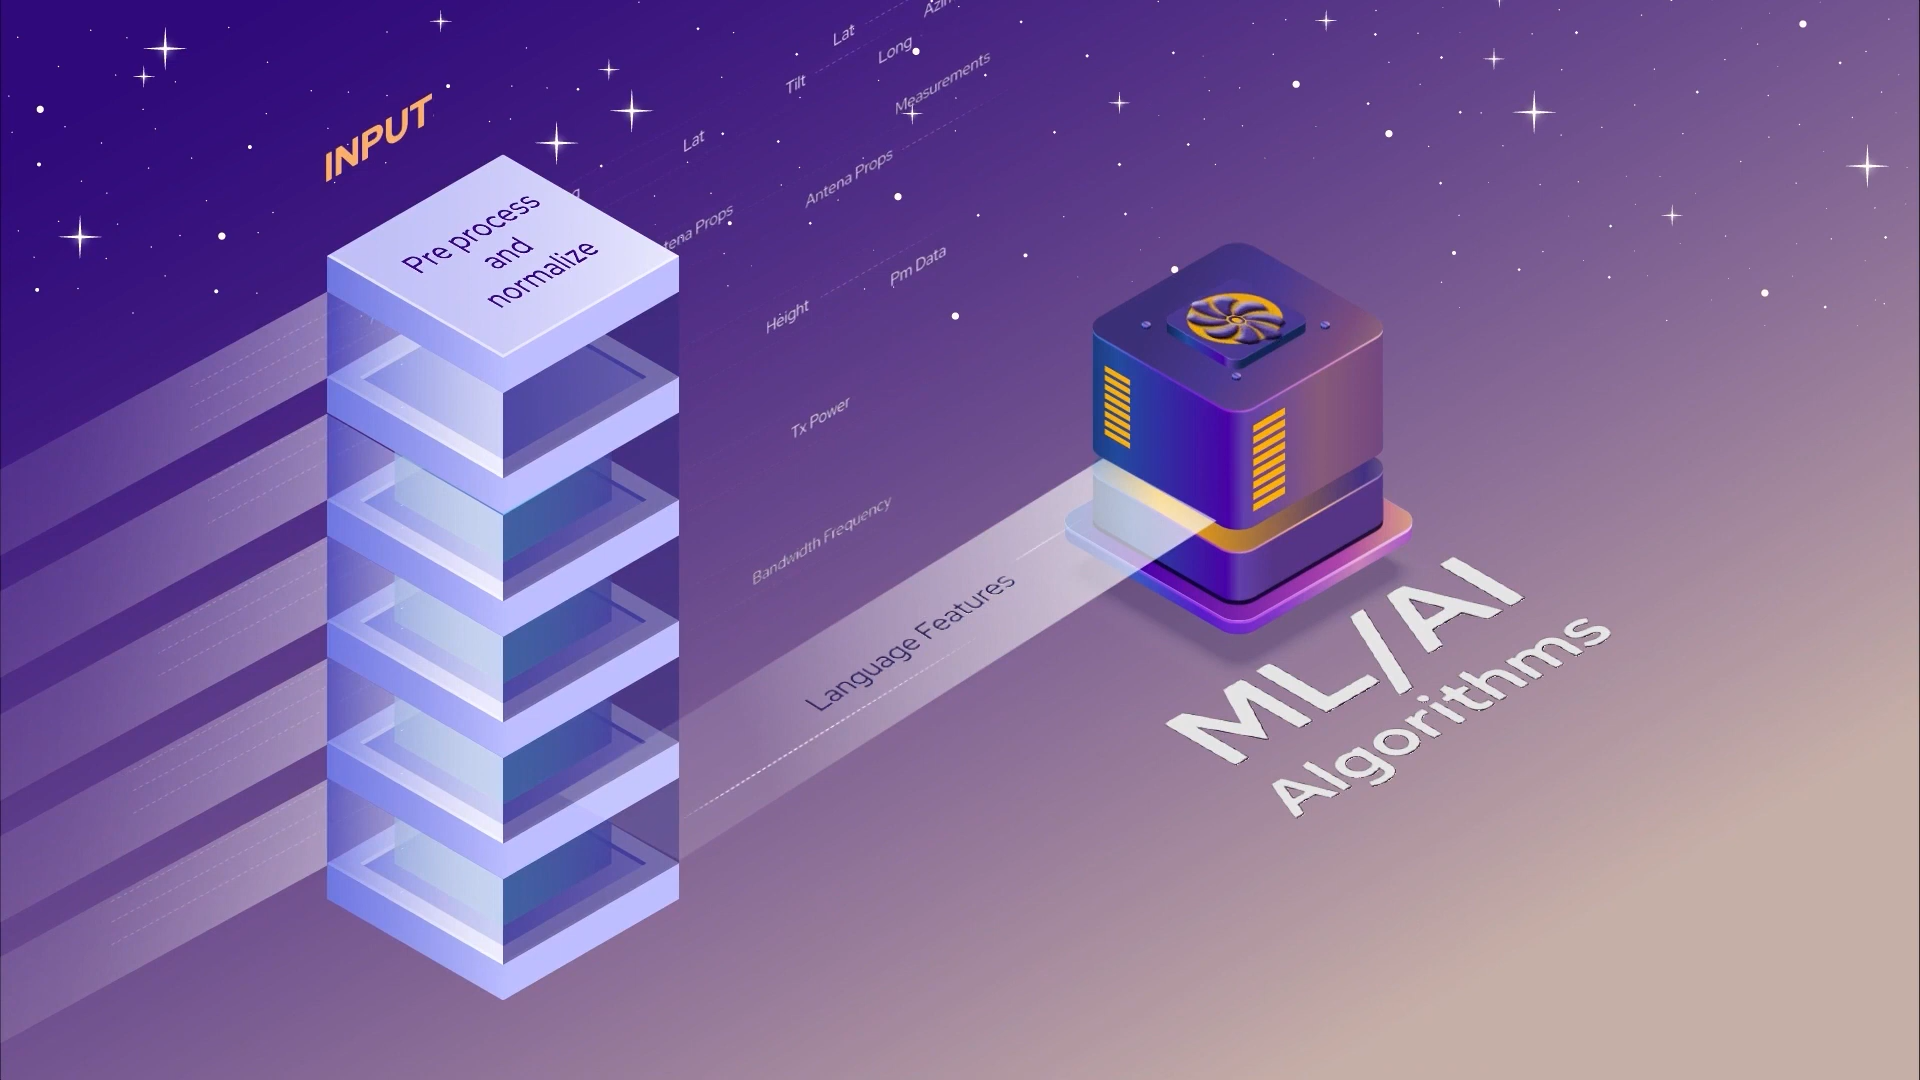 INPUT
Pre process
and
normalize
Lat
Long
Tilt
Measurements
Lat
Antena Props
Props
Pm Data
Height
Tx Power
Bandwidth Frequency
Language Features
ML/AI
Algorithms